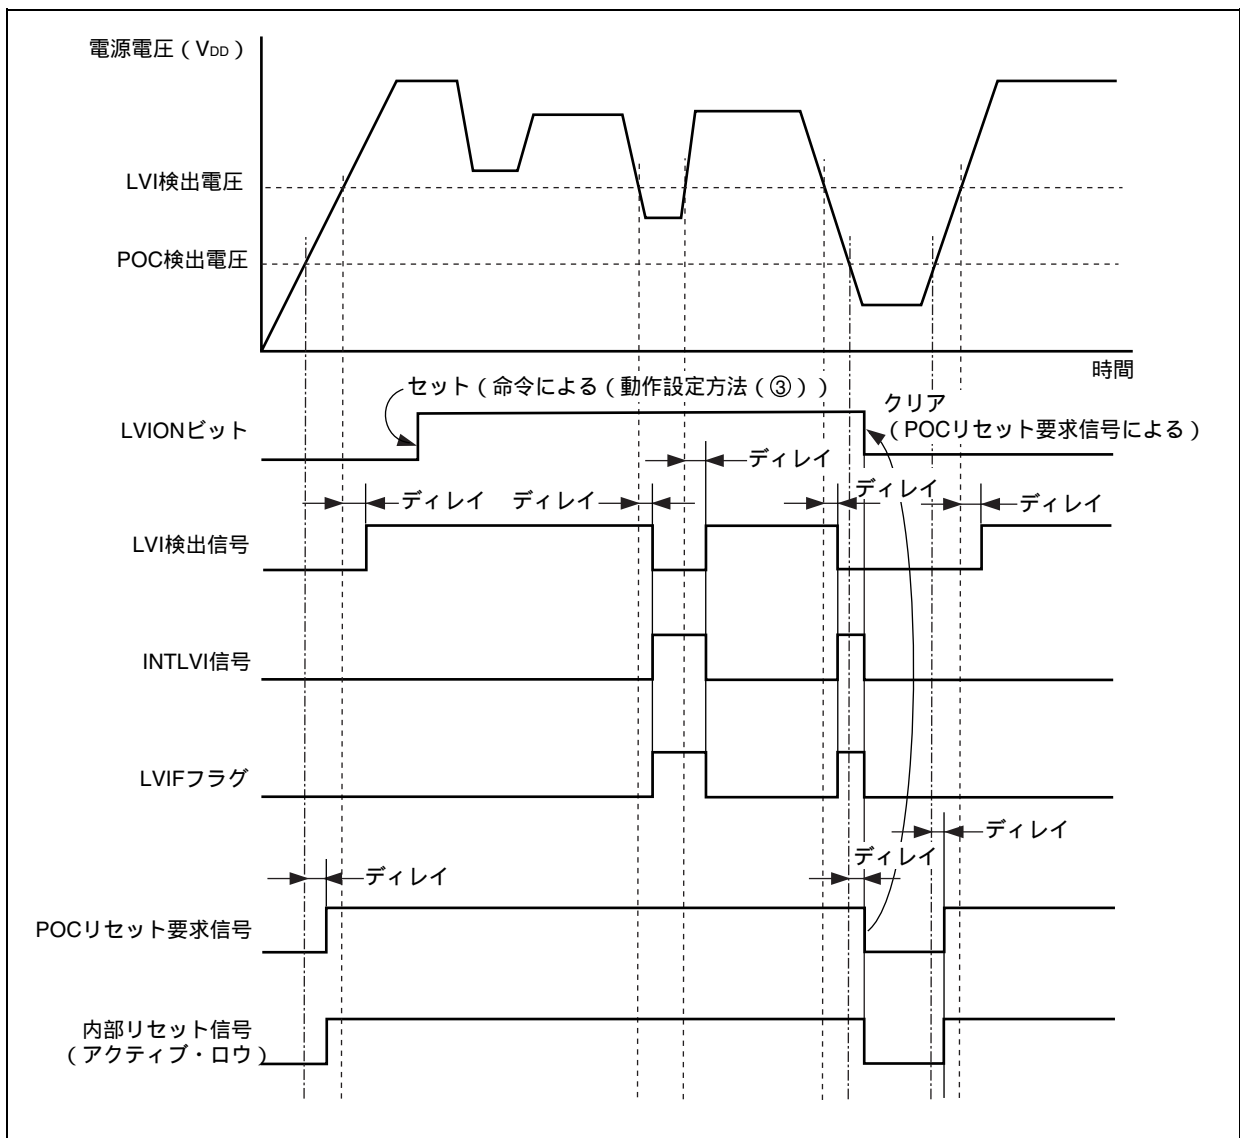 電源電圧(VDD)
LVI検出電圧
POC検出電圧
時間
セット(命令による(動作設定方法(③))
クリア
(POCリセット要求信号による)
LVIONビット
ディレイ
ディレイ
ディレイ
ディレイ
ディレイ
LVI検出信号
INTLVI信号
LVIFフラグ
ディレイ
ディレイ
ディレイ
POCリセット要求信号
内部リセット信号
(アクティブ・ロウ)